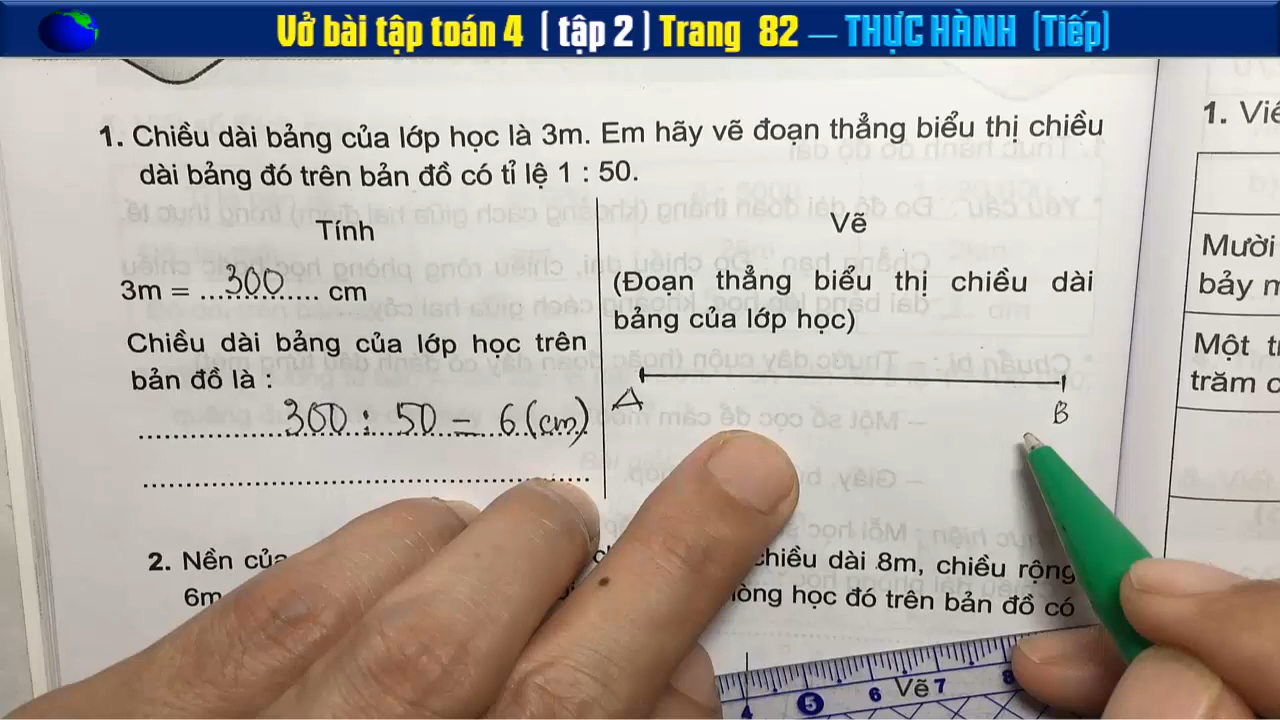 Vở bài tập toán 4 ( tập 2 ) Trang 82 – THỰC HÀNH (Tiếp)
1. Chiều dài bảng của lớp học là 3m. Em hãy vẽ đoạn thẳng biểu thị chiều
dài bảng đó trên bản đồ có tỉ lệ 1 : 50.
Tính
3m = 300 cm
Chiều dài bảng của lớp học trên
bản đồ là :
300 : 50 = 6 (cm)
Vẽ
(Đoạn thẳng biểu thị chiều dài
bảng của lớp học)
A B
2. Nền của chiều dài 8m, chiều rộng
6m học đó trên bản đồ có
Vẽ
4 5 6 7 8
1. Viế
Mười
bảy m
Một
trăm c